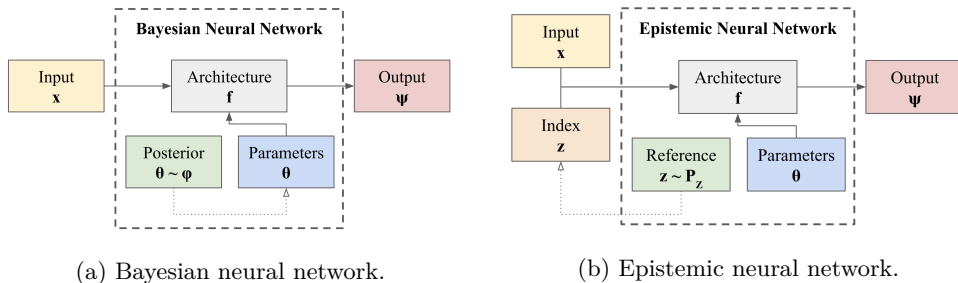 Bayesian Neural Network
Input
x
Architecture
f
Output
ψ
Posterior
θ ~ φ
Parameters
θ
(a) Bayesian neural network.
Epistemic Neural Network
Input
x
Architecture
f
Output
ψ
Index
z
Reference
z ~ P_Z
Parameters
θ
(b) Epistemic neural network.